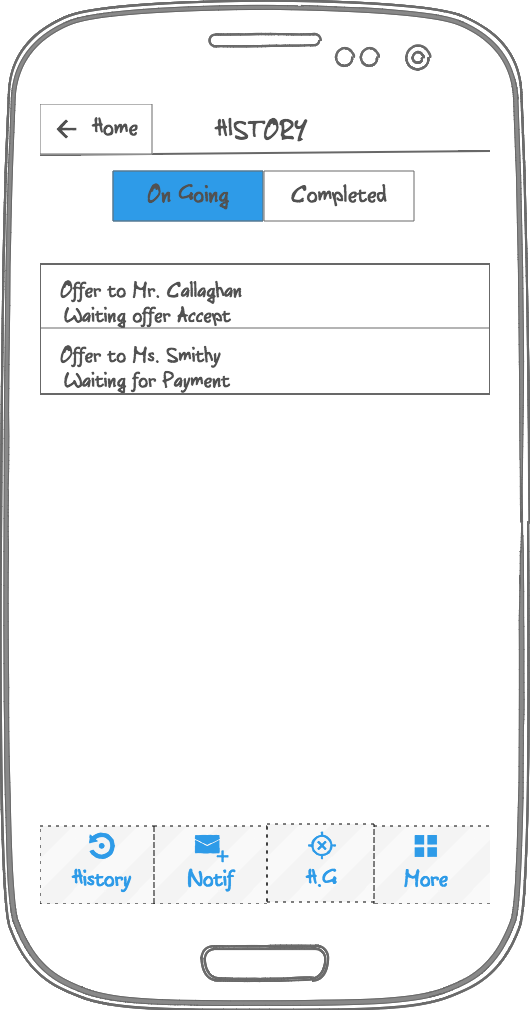 Home
HISTORY
On Going
Completed
Offer to Mr. Callaghan
Waiting offer Accept
Offer to Ms. Smithy
Waiting for Payment
History
Notif
H.G
More